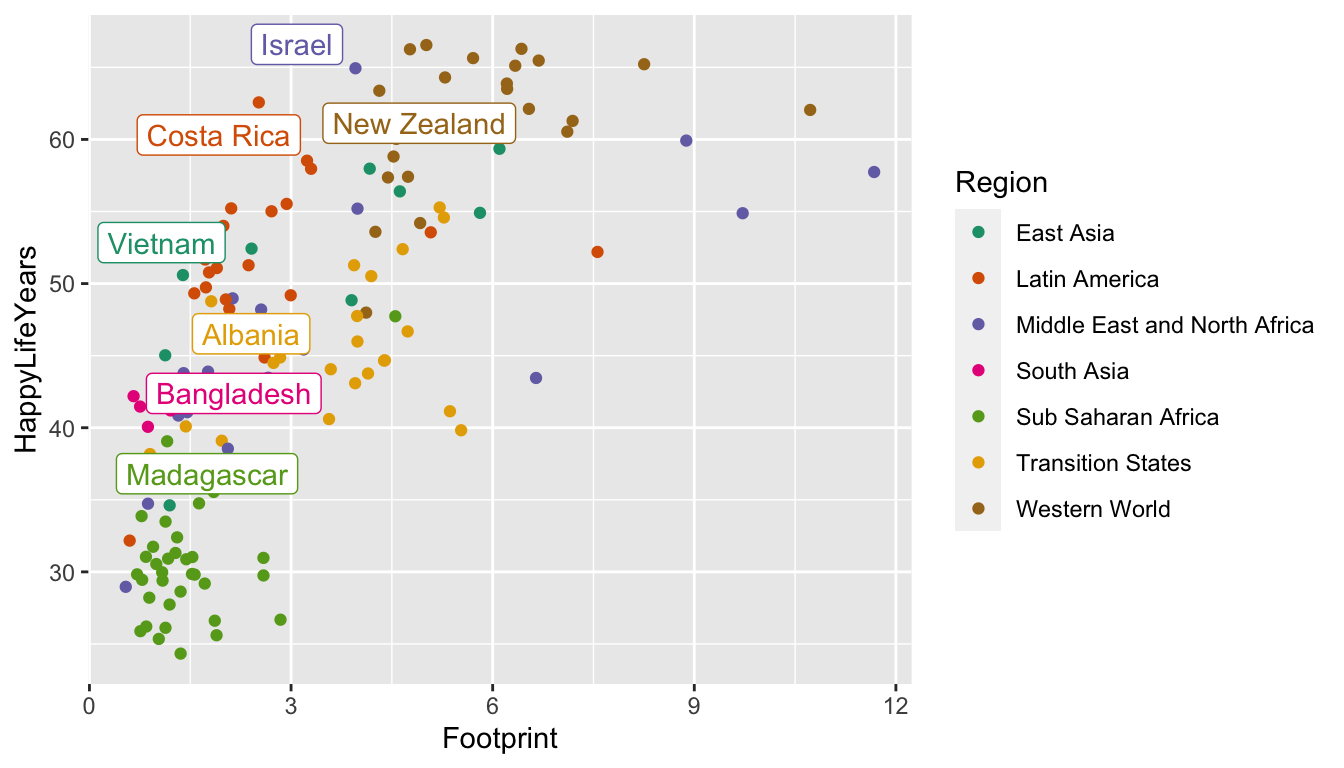 Israel
New Zealand
Costa Rica
Vietnam
Albania
Bangladesh
Madagascar
60
50
40
30
HappyLifeYears
0
3
6
9
12
Footprint
Region
East Asia
Latin America
Middle East and North Africa
South Asia
Sub Saharan Africa
Transition States
Western World